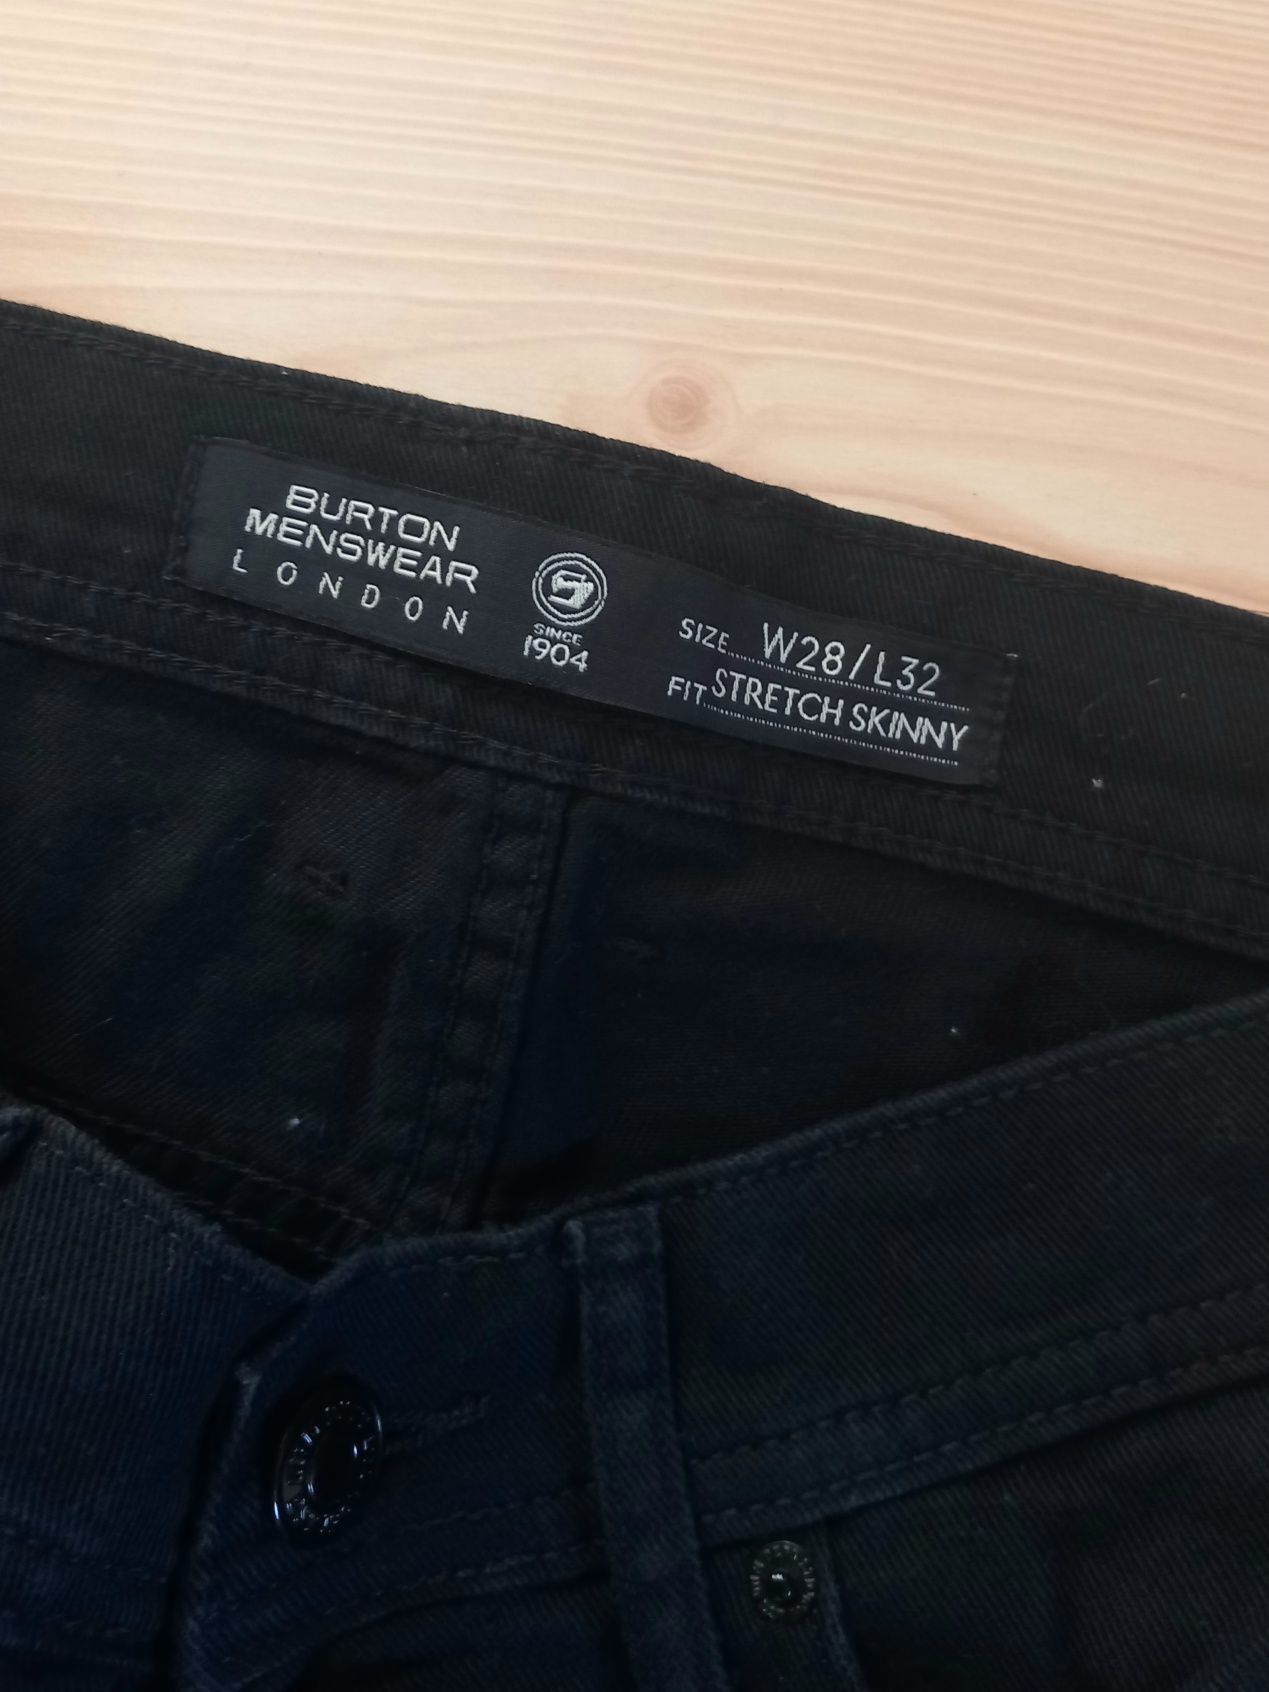 BURTON
MENSWEAR
LONDON
SINCE
1904
SIZE W28/L32
FIT STRETCH SKINNY